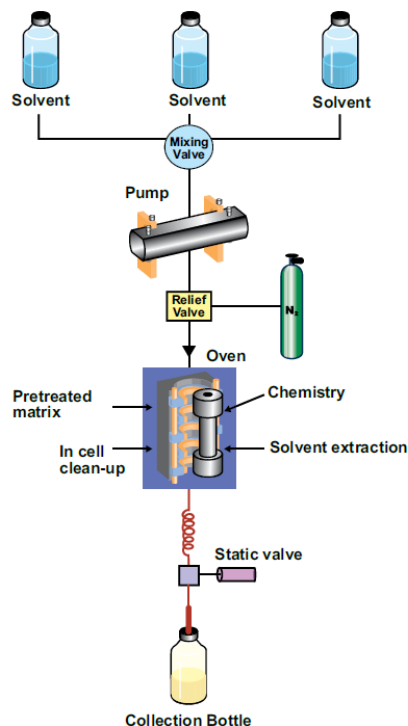 Solvent
Solvent
Solvent
Mixing
Valve
Pump
Relief
Valve
N₂
Oven
Pretreated
matrix
Chemistry
In cell
clean-up
Solvent extraction
Static valve
Collection Bottle